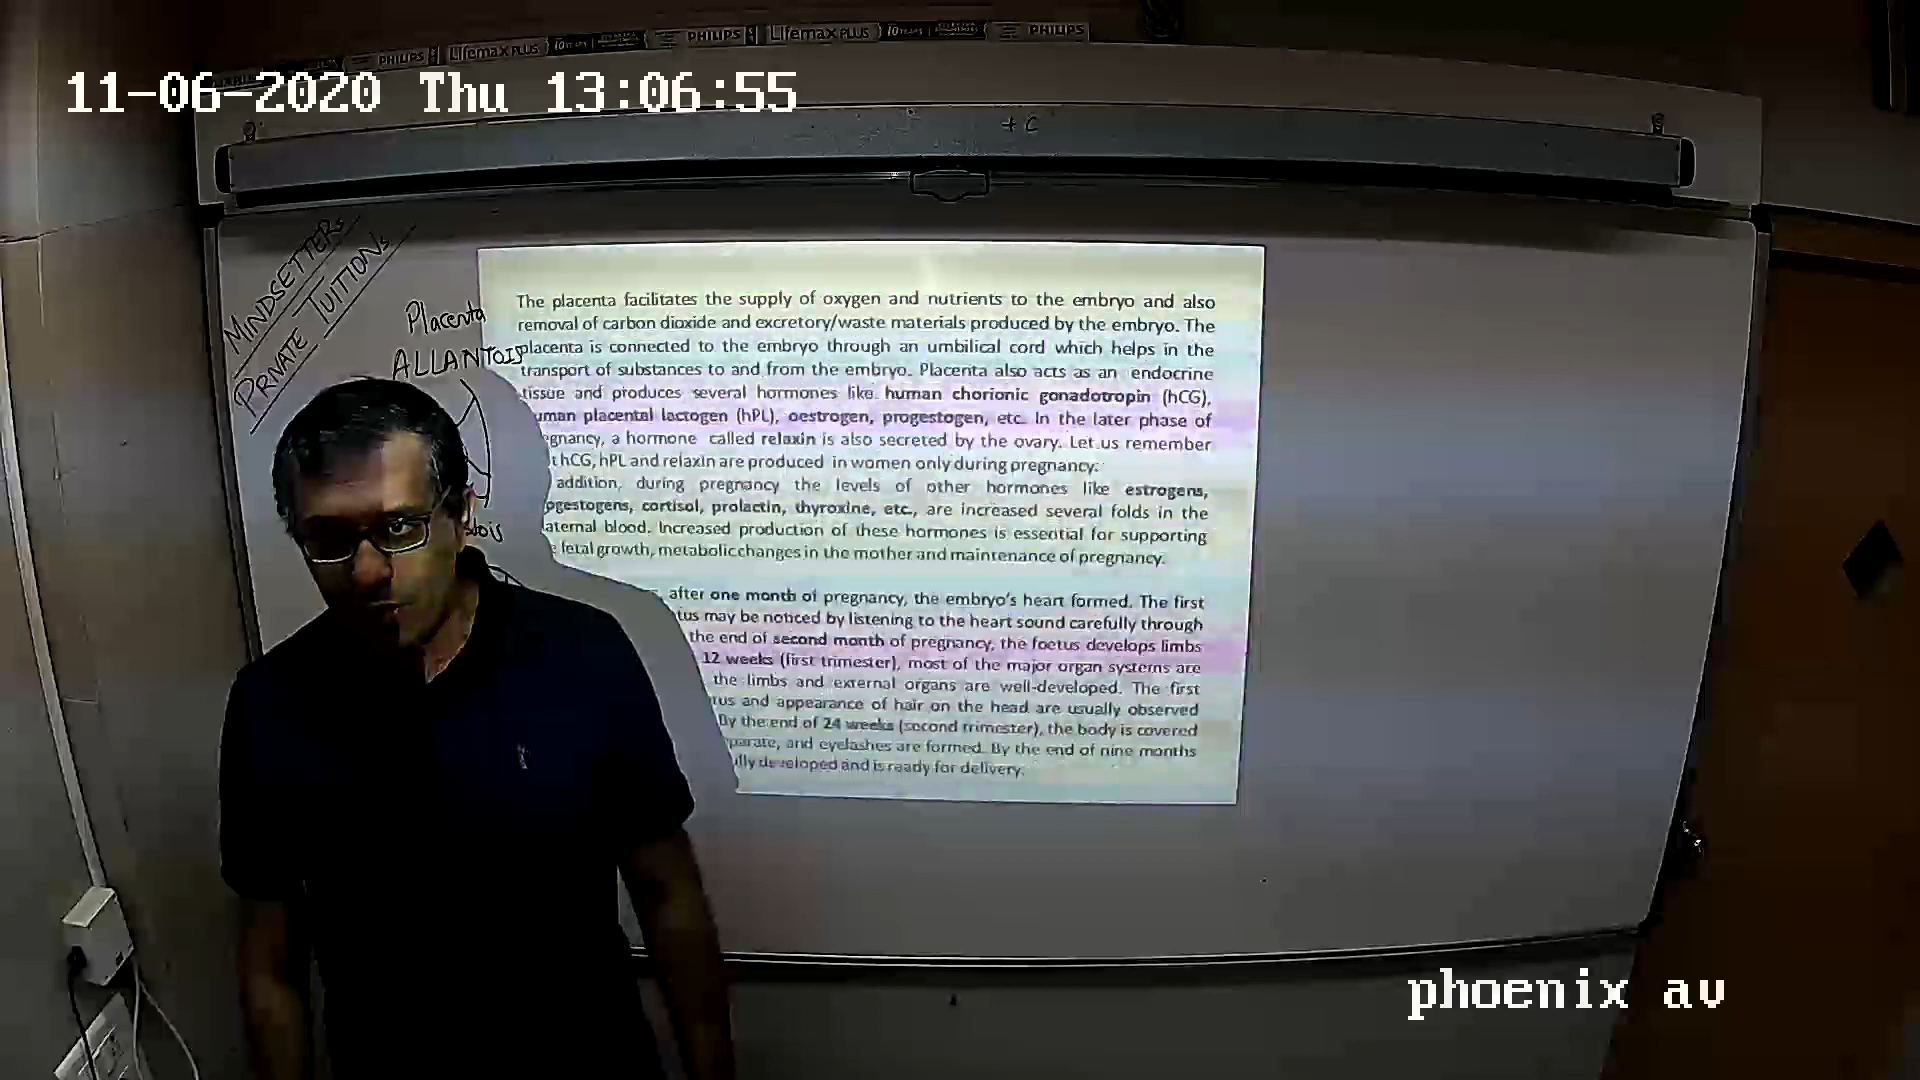 PHILIPS Lifemax PLUS 10 YEARS PHILIPS Lifemax PLUS 10 YEARS PHILIPS
11-06-2020 Thu 13:06:55
+ C
MINDSETTERS
PRIVATE TUITIONS
Placenta
ALLANTOIS
The placenta facilitates the supply of oxygen and nutrients to the embryo and also
removal of carbon dioxide and excretory/waste materials produced by the embryo. The
placenta is connected to the embryo through an umbilical cord which helps in the
transport of substances to and from the embryo. Placenta also acts as an endocrine
tissue and produces several hormones like human chorionic gonadotropin (hCG),
uman placental lactogen (hPL), oestrogen, progestogen, etc. In the later phase of
egnancy, a hormone called relaxin is also secreted by the ovary. Let us remember
t hCG, hPL and relaxin are produced in women only during pregnancy.
addition, during pregnancy the levels of other hormones like estrogens,
ogestogens, cortisol, prolactin, thyroxine, etc., are increased several folds in the
aternal blood. Increased production of these hormones is essential for supporting
e fetal growth, metabolic changes in the mother and maintenance of pregnancy.
, after one month of pregnancy, the embryo's heart formed. The first
tus may be noticed by listening to the heart sound carefully through
the end of second month of pregnancy, the foetus develops limbs
12 weeks (first trimester), most of the major organ systems are
the limbs and external organs are well-developed. The first
tus and appearance of hair on the head are usually observed
By the end of 24 weeks (second trimester), the body is covered
parate, and eyelashes are formed. By the end of nine months
lly developed and is ready for delivery.
phoenix av